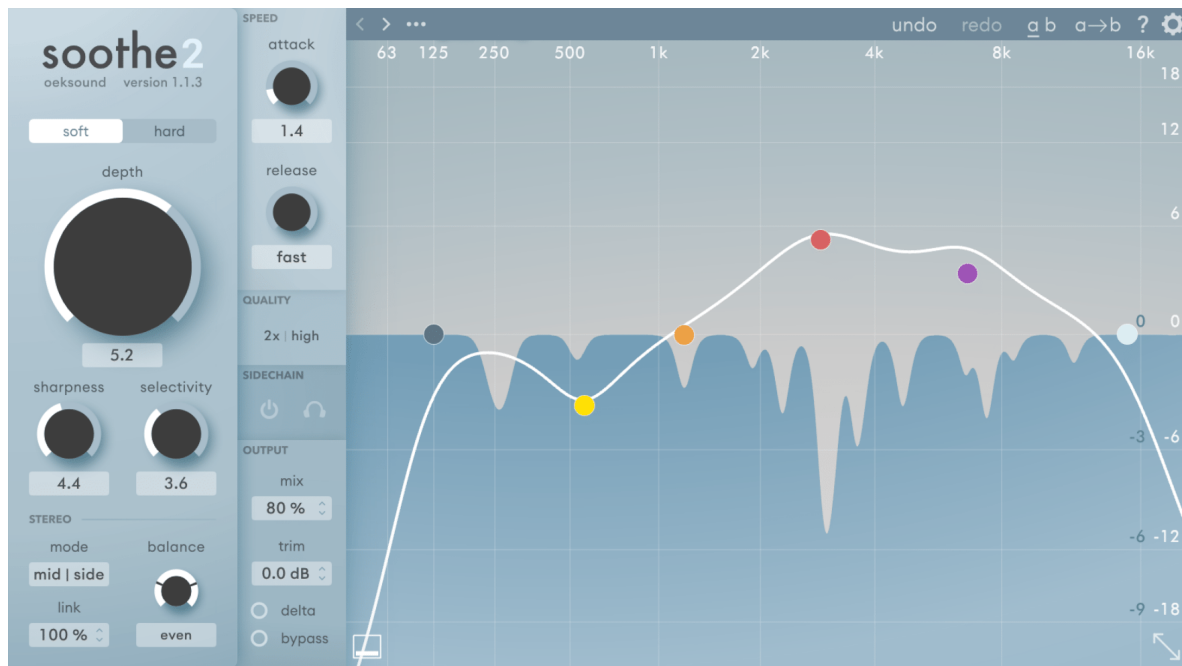 soothe2
oeksound version 1.1.3
soft hard
depth
5.2
sharpness selectivity
4.4 3.6
STEREO
mode balance
mid | side
link
100 % even
SPEED
attack
1.4
release
fast
QUALITY
2x | high
SIDECHAIN
OUTPUT
mix
80 %
trim
0.0 dB
delta
bypass
undo redo a b a→b ?
63 125 250 500 1k 2k 4k 8k 16k
18
12
6
0 0
-3 -6
-6 -12
-9 -18